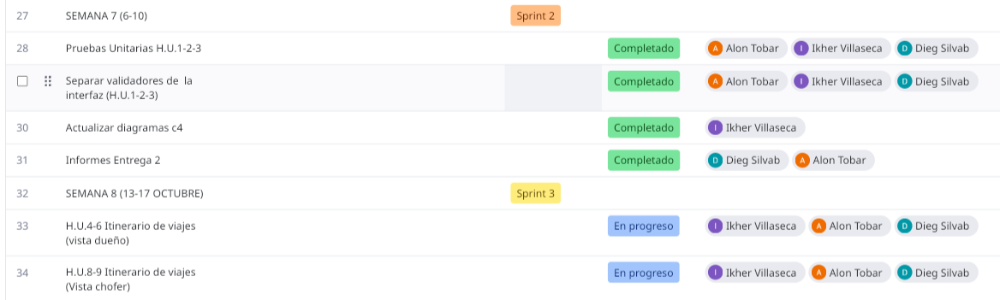 27 SEMANA 7 (6-10) Sprint 2
28 Pruebas Unitarias H.U.1-2-3 Completado A Alon Tobar I Ikher Villaseca D Dieg Silvab
Separar validadores de  la
interfaz (H.U.1-2-3) Completado A Alon Tobar I Ikher Villaseca D Dieg Silvab
30 Actualizar diagramas c4 Completado I Ikher Villaseca
31 Informes Entrega 2 Completado D Dieg Silvab A Alon Tobar
32 SEMANA 8 (13-17 OCTUBRE) Sprint 3
33 H.U.4-6 Itinerario de viajes
(vista dueño) En progreso I Ikher Villaseca A Alon Tobar D Dieg Silvab
34 H.U.8-9 Itinerario de viajes
(Vista chofer) En progreso I Ikher Villaseca A Alon Tobar D Dieg Silvab